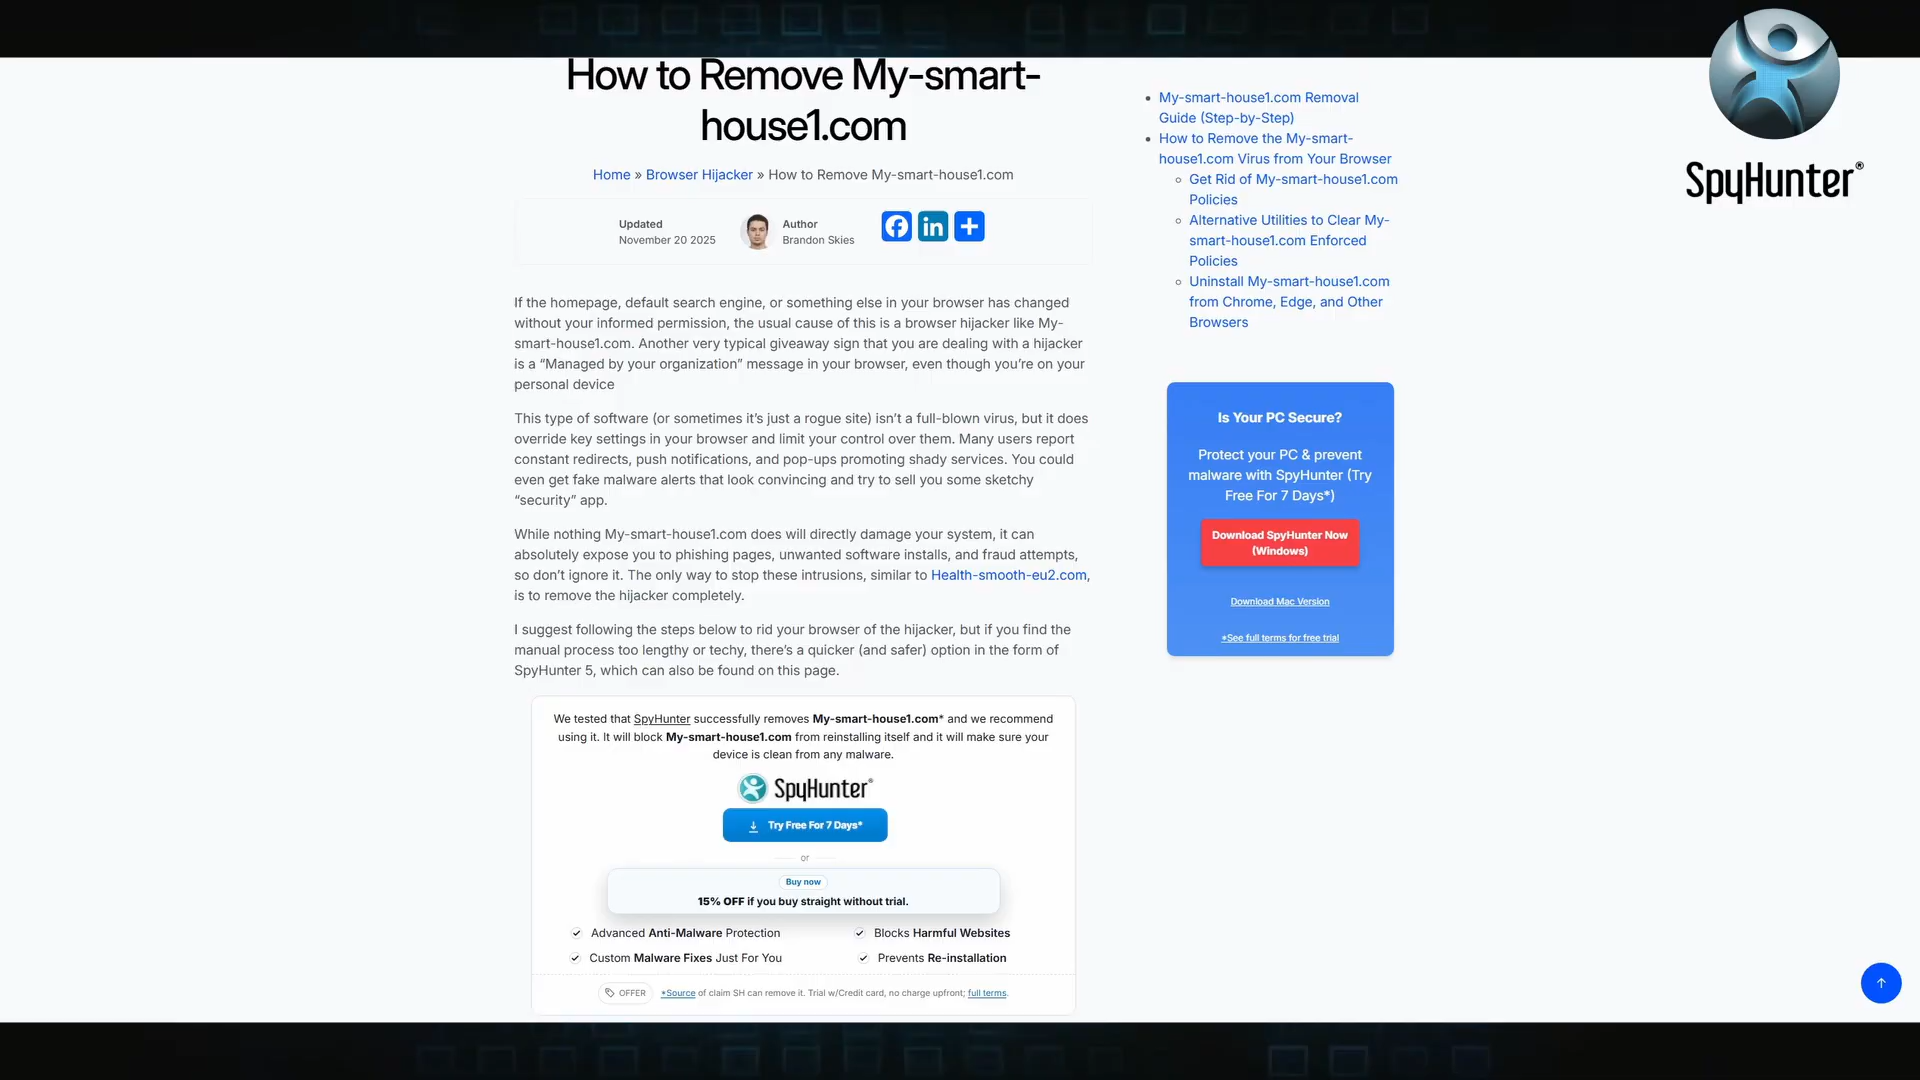 How to Remove My-smart-
house1.com
Home » Browser Hijacker » How to Remove My-smart-house1.com
Updated
November 20 2025
Author
Brandon Skies
If the homepage, default search engine, or something else in your browser has changed
without your informed permission, the usual cause of this is a browser hijacker like My-
smart-house1.com. Another very typical giveaway sign that you are dealing with a hijacker
is a “Managed by your organization” message in your browser, even though you’re on your
personal device
This type of software (or sometimes it’s just a rogue site) isn’t a full-blown virus, but it does
override key settings in your browser and limit your control over them. Many users report
constant redirects, push notifications, and pop-ups promoting shady services. You could
even get fake malware alerts that look convincing and try to sell you some sketchy
“security” app.
While nothing My-smart-house1.com does will directly damage your system, it can
absolutely expose you to phishing pages, unwanted software installs, and fraud attempts,
so don’t ignore it. The only way to stop these intrusions, similar to Health-smooth-eu2.com,
is to remove the hijacker completely.
I suggest following the steps below to rid your browser of the hijacker, but if you find the
manual process too lengthy or techy, there’s a quicker (and safer) option in the form of
SpyHunter 5, which can also be found on this page.
We tested that SpyHunter successfully removes My-smart-house1.com* and we recommend
using it. It will block My-smart-house1.com from reinstalling itself and it will make sure your
device is clean from any malware.
SpyHunter®
Try Free For 7 Days*
or
Buy now
15% OFF if you buy straight without trial.
Advanced Anti-Malware Protection
Blocks Harmful Websites
Custom Malware Fixes Just For You
Prevents Re-installation
OFFER
*Source of claim SH can remove it. Trial w/Credit card, no charge upfront; full terms.
My-smart-house1.com Removal
Guide (Step-by-Step)
How to Remove the My-smart-
house1.com Virus from Your Browser
Get Rid of My-smart-house1.com
Policies
Alternative Utilities to Clear My-
smart-house1.com Enforced
Policies
Uninstall My-smart-house1.com
from Chrome, Edge, and Other
Browsers
Is Your PC Secure?
Protect your PC & prevent
malware with SpyHunter (Try
Free For 7 Days*)
Download SpyHunter Now
(Windows)
Download Mac Version
*See full terms for free trial
SpyHunter®